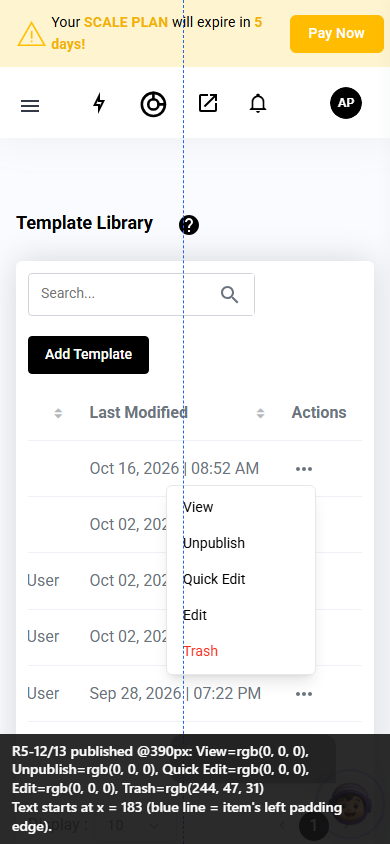 Your SCALE PLAN will expire in 5
days!
Pay Now
AP
Template Library
Search...
Add Template
Last Modified
Actions
Oct 16, 2026 | 08:52 AM
Oct 02, 202
User
Oct 02, 202
User
Oct 02, 202
User
Sep 28, 2026 | 07:22 PM
View
Unpublish
Quick Edit
Edit
Trash
R5-12/13 published @390px: View=rgb(0, 0, 0),
Unpublish=rgb(0, 0, 0), Quick Edit=rgb(0, 0, 0),
Edit=rgb(0, 0, 0), Trash=rgb(244, 47, 31)
Text starts at x = 183 (blue line = item's left padding
edge).
Display : 10
1